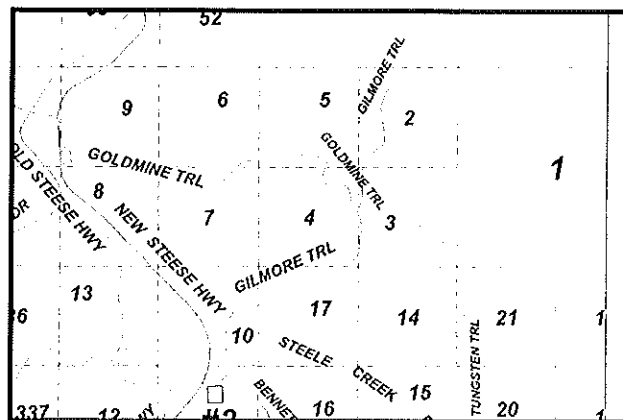 52
GILMORE TRL
9
6
5
2
GOLDMINE TRL
GOLDMINE TRL
1
OLD STEESE HWY
8
7
4
3
NEW STEESE HWY
GILMORE TRL
13
17
14
21
10
STEELE CREEK
TUNGSTEN TRL
15
16
20
337
12